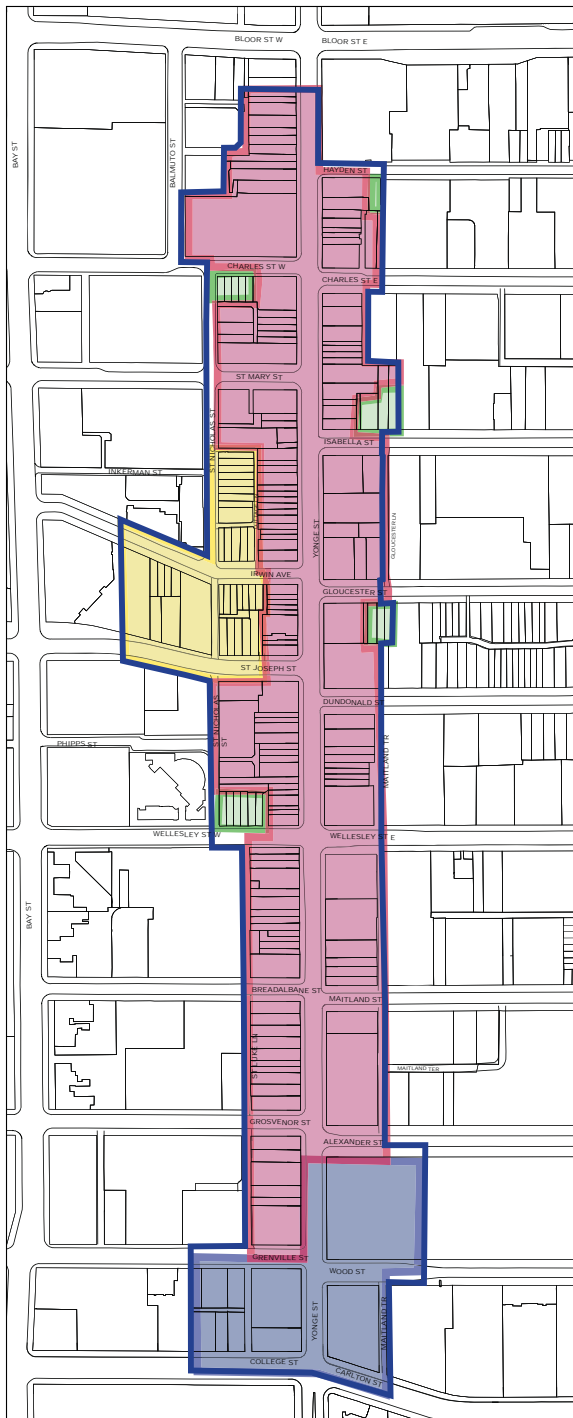 BLOOR ST W
BLOOR ST E
BAY ST
BALMUTO ST
HAYDEN ST
CHARLES ST W
CHARLES ST E
ST MARY ST
ST NICHOLAS ST
ISABELLA ST
INKERMAN ST
YONGE ST
GLOUCESTER LN
IRWIN AVE
GLOUCESTER ST
ST JOSEPH ST
DUNDONALD ST
ST NICHOLAS
ST
PHIPPS ST
MAITLAND TR
WELLESLEY ST W
WELLESLEY ST E
BAY ST
BREADALBANE ST
MAITLAND ST
ST LUKE LN
MAITLAND TER
GROSVENOR ST
ALEXANDER ST
GRENVILLE ST
WOOD ST
YONGE ST
MAITLAND TR
COLLEGE ST
CARLTON ST